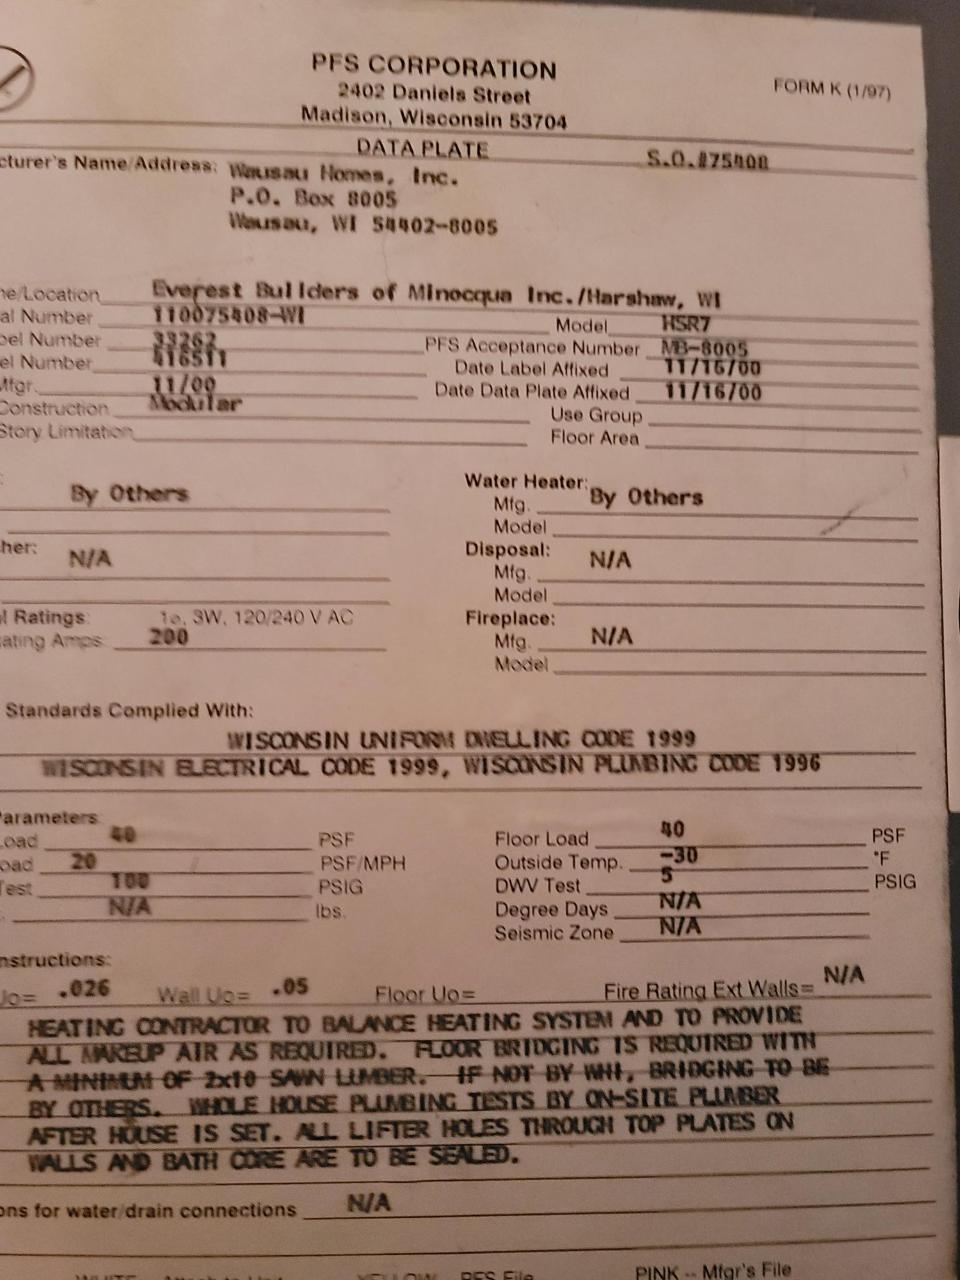 PFS CORPORATION
2402 Daniels Street
Madison, Wisconsin 53704
FORM K (1/97)
DATA PLATE
S.O.#75408
cturer's Name/Address: Wausau Homes, Inc.
P.O. Box 8005
Wausau, WI 54402-8005
ne/Location Everest Builders of Minocqua Inc./Harshaw, WI
al Number 110075408-WI Model HSR7
bel Number 33262 PFS Acceptance Number MB-8005
el Number 416511 Date Label Affixed 11/16/00
Mfgr. 11/00 Date Data Plate Affixed 11/16/00
Construction Modular Use Group
Story Limitation Floor Area
: By Others Water Heater: By Others
Mfg.
Model
her: N/A Disposal: N/A
Mfg.
Model
l Ratings: 1ø, 3W, 120/240 V AC Fireplace:
ating Amps 200 Mfg. N/A
Model
Standards Complied With:
WISCONSIN UNIFORM DWELLING CODE 1999
WISCONSIN ELECTRICAL CODE 1999, WISCONSIN PLUMBING CODE 1996
arameters
oad 40 PSF Floor Load 40 PSF
oad 20 PSF/MPH Outside Temp. -30 °F
Test 100 PSIG DWV Test 5 PSIG
N/A lbs. Degree Days N/A
Seismic Zone N/A
nstructions:
Uo= .026 Wall Uo= .05 Floor Uo= Fire Rating Ext Walls= N/A
HEATING CONTRACTOR TO BALANCE HEATING SYSTEM AND TO PROVIDE
ALL MAKEUP AIR AS REQUIRED. FLOOR BRIDGING IS REQUIRED WITH
A MINIMUM OF 2x10 SAWN LUMBER. IF NOT BY WHI, BRIDGING TO BE
BY OTHERS. WHOLE HOUSE PLUMBING TESTS BY ON-SITE PLUMBER
AFTER HOUSE IS SET. ALL LIFTER HOLES THROUGH TOP PLATES ON
WALLS AND BATH CORE ARE TO BE SEALED.
ons for water/drain connections N/A
PFS File PINK -- Mfgr's File